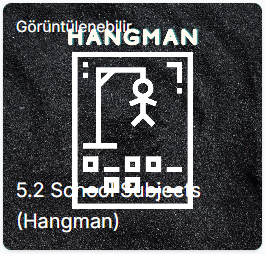 Görüntülenebilir
HANGMAN
5.2 School Subjects
(Hangman)